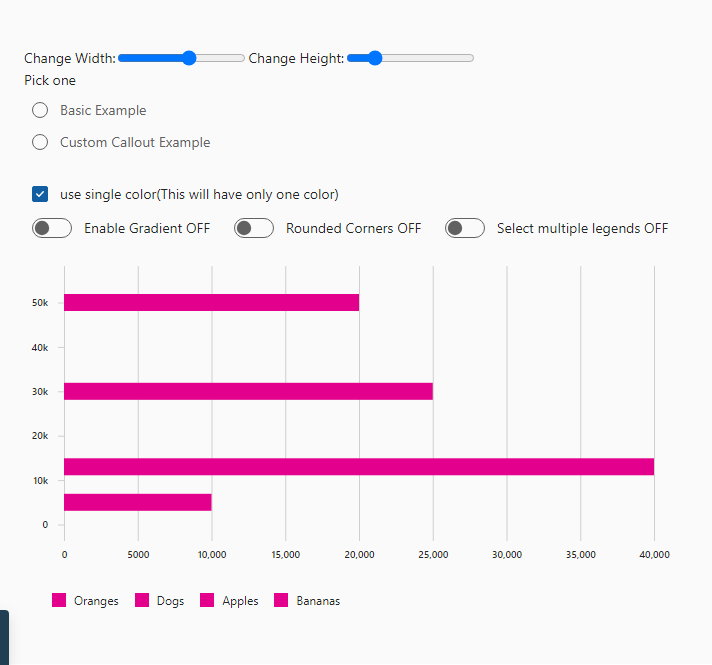 Change Width: Change Height:
Pick one
Basic Example
Custom Callout Example
use single color(This will have only one color)
Enable Gradient OFF Rounded Corners OFF Select multiple legends OFF
50k
40k
30k
20k
10k
0
0 5000 10,000 15,000 20,000 25,000 30,000 35,000 40,000
Oranges Dogs Apples Bananas